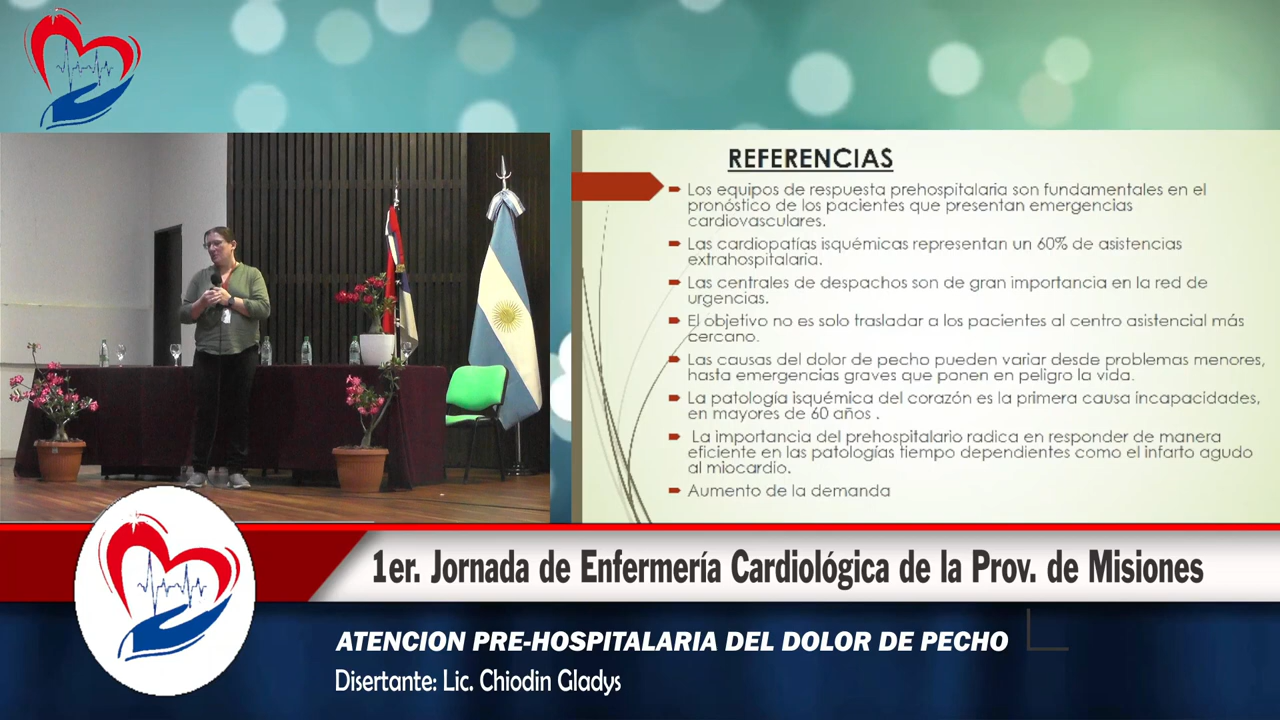 REFERENCIAS
Los equipos de respuesta prehospitalaria son fundamentales en el
pronóstico de los pacientes que presentan emergencias
cardiovasculares.
Las cardiopatías isquémicas representan un 60% de asistencias
extrahospitalaria.
Las centrales de despachos son de gran importancia en la red de
urgencias.
El objetivo no es solo trasladar a los pacientes al centro asistencial más
cercano.
Las causas del dolor de pecho pueden variar desde problemas menores,
hasta emergencias graves que ponen en peligro la vida.
La patología isquémica del corazón es la primera causa incapacidades,
en mayores de 60 años .
La importancia del prehospitalario radica en responder de manera
eficiente en las patologías tiempo dependientes como el infarto agudo
al miocardio.
Aumento de la demanda
1er. Jornada de Enfermería Cardiológica de la Prov. de Misiones
ATENCION PRE-HOSPITALARIA DEL DOLOR DE PECHO
Disertante: Lic. Chiodin Gladys